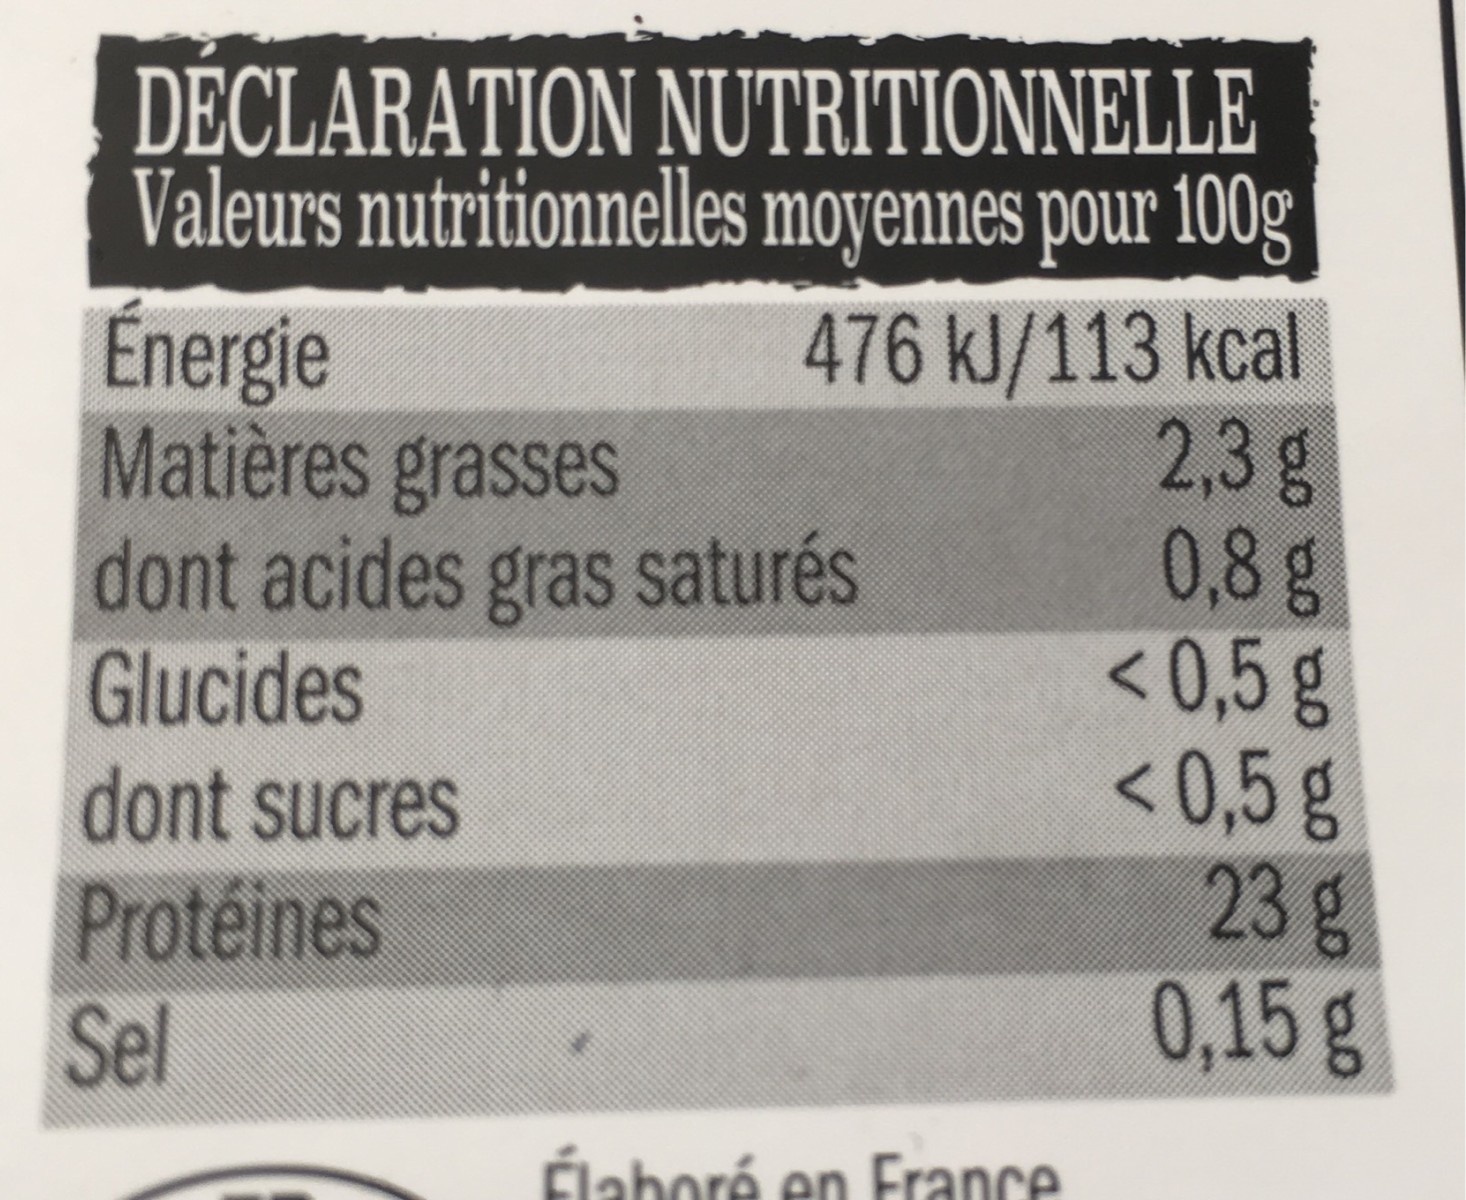 DÉCLARATION NUTRITIONNELLE
Valeurs nutritionnelles moyennes pour 100g
Énergie 476 kJ/113 kcal
Matières grasses 2,3 g
dont acides gras saturés 0,8 g
Glucides < 0,5 g
dont sucres < 0,5 g
Protéines 23 g
Sel 0,15 g
Élaboré en France